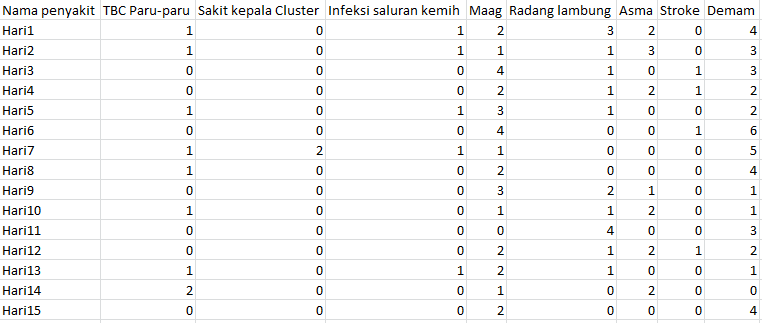 Nama penyakit TBC Paru-paru Sakit kepala Cluster Infeksi saluran kemih Maag Radang lambung Asma Stroke Demam
Hari1 1 0 1 2 3 2 0 4
Hari2 1 0 1 1 1 3 0 3
Hari3 0 0 0 4 1 0 1 3
Hari4 0 0 0 2 1 2 1 2
Hari5 1 0 1 3 1 0 0 2
Hari6 0 0 0 4 0 0 1 6
Hari7 1 2 1 1 0 0 0 5
Hari8 1 0 0 2 0 0 0 4
Hari9 0 0 0 3 2 1 0 1
Hari10 1 0 0 1 1 2 0 1
Hari11 0 0 0 0 4 0 0 3
Hari12 0 0 0 2 1 2 1 2
Hari13 1 0 1 2 1 0 0 1
Hari14 2 0 0 1 0 2 0 0
Hari15 0 0 0 2 0 0 0 4